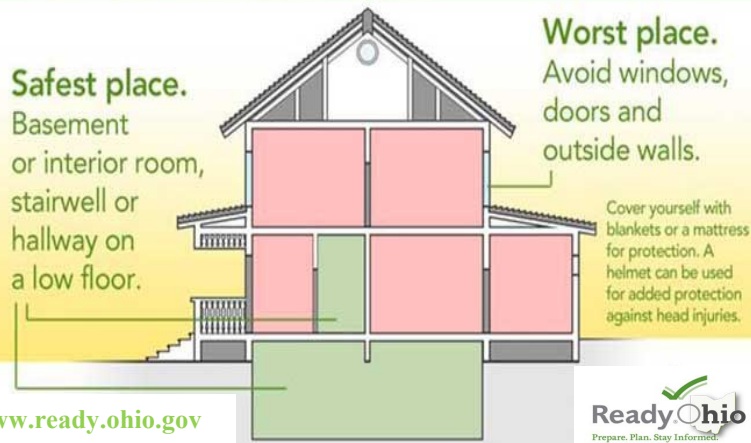 Safest place.
Basement
or interior room,
stairwell or
hallway on
a low floor.
Worst place.
Avoid windows,
doors and
outside walls.
Cover yourself with
blankets or a mattress
for protection. A
helmet can be used
for added protection
against head injuries.
ww.ready.ohio.gov
Ready Ohio
Prepare. Plan. Stay Informed.